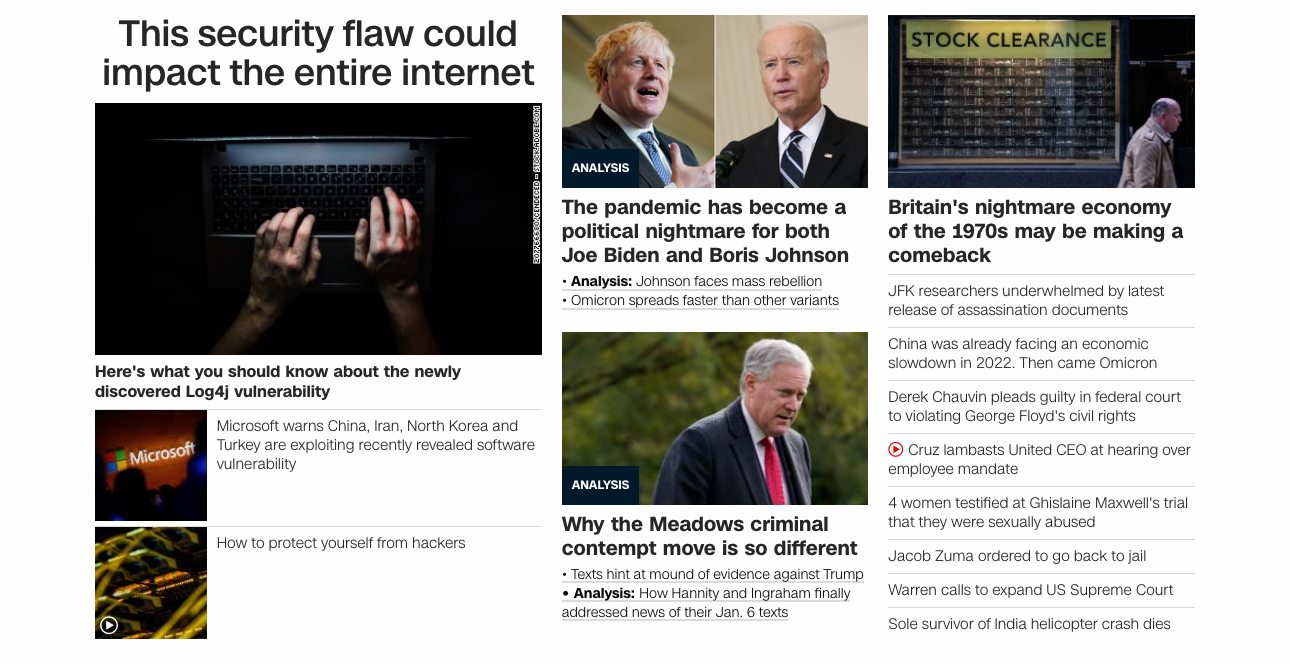 This security flaw could
impact the entire internet
Here's what you should know about the newly
discovered Log4j vulnerability
Microsoft
Microsoft warns China, Iran, North Korea and
Turkey are exploiting recently revealed software
vulnerability
How to protect yourself from hackers
ANALYSIS
The pandemic has become a
political nightmare for both
Joe Biden and Boris Johnson
• Analysis: Johnson faces mass rebellion
• Omicron spreads faster than other variants
ANALYSIS
Why the Meadows criminal
contempt move is so different
• Texts hint at mound of evidence against Trump
• Analysis: How Hannity and Ingraham finally
addressed news of their Jan. 6 texts
STOCK CLEARANCE
Britain's nightmare economy
of the 1970s may be making a
comeback
JFK researchers underwhelmed by latest
release of assassination documents
China was already facing an economic
slowdown in 2022. Then came Omicron
Derek Chauvin pleads guilty in federal court
to violating George Floyd's civil rights
Cruz lambasts United CEO at hearing over
employee mandate
4 women testified at Ghislaine Maxwell's trial
that they were sexually abused
Jacob Zuma ordered to go back to jail
Warren calls to expand US Supreme Court
Sole survivor of India helicopter crash dies